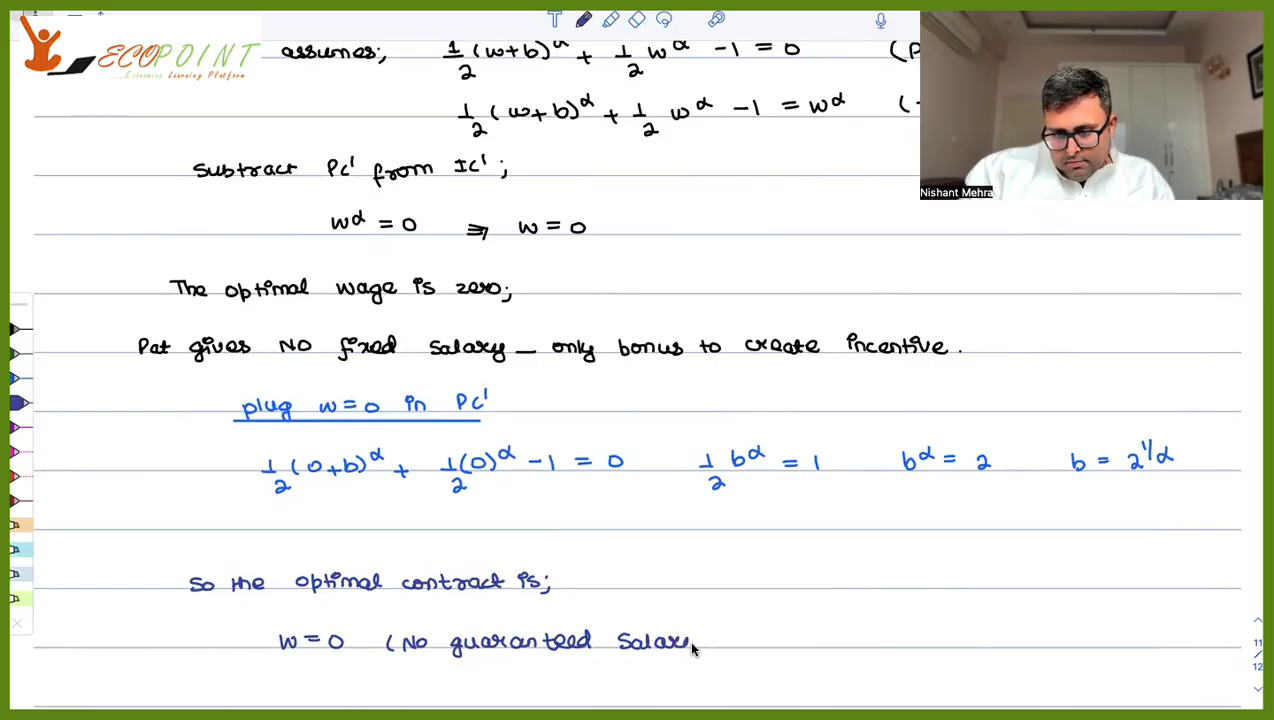 ECOPOINT
....Economics Learning Platform
assumes; 1/2 (w+b)^α + 1/2 w^α - 1 = 0 (P
1/2 (w+b)^α + 1/2 w^α - 1 = w^α (
Nishant Mehra
Subtract PC' from IC' ;
w^α = 0 ⇒ w = 0
The optimal wage is zero;
Pat gives NO fixed salary — only bonus to create incentive.
plug w = 0 in PC'
1/2 (0+b)^α + 1/2 (0)^α - 1 = 0 1/2 b^α = 1 b^α = 2 b = 2^1/α
So the optimal contract is;
w = 0 (No guaranteed Salary
11
/
12